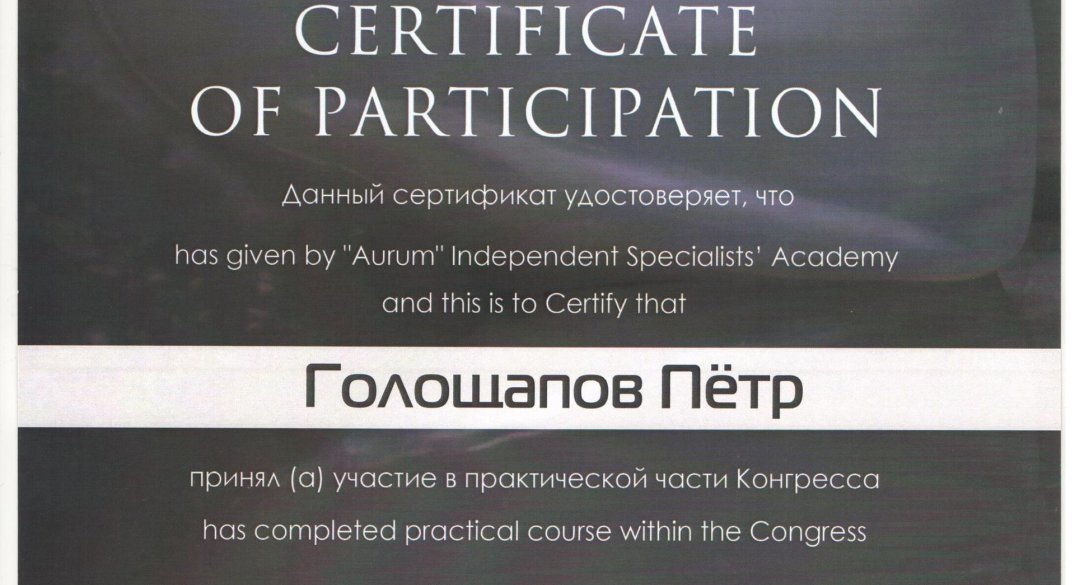 CERTIFICATE
OF PARTICIPATION
Данный сертификат удостоверяет, что
has given by "Aurum" Independent Specialists’ Academy
and this is to Certify that
Голощапов Пётр
принял (а) участие в практической части Конгресса
has completed practical course within the Congress